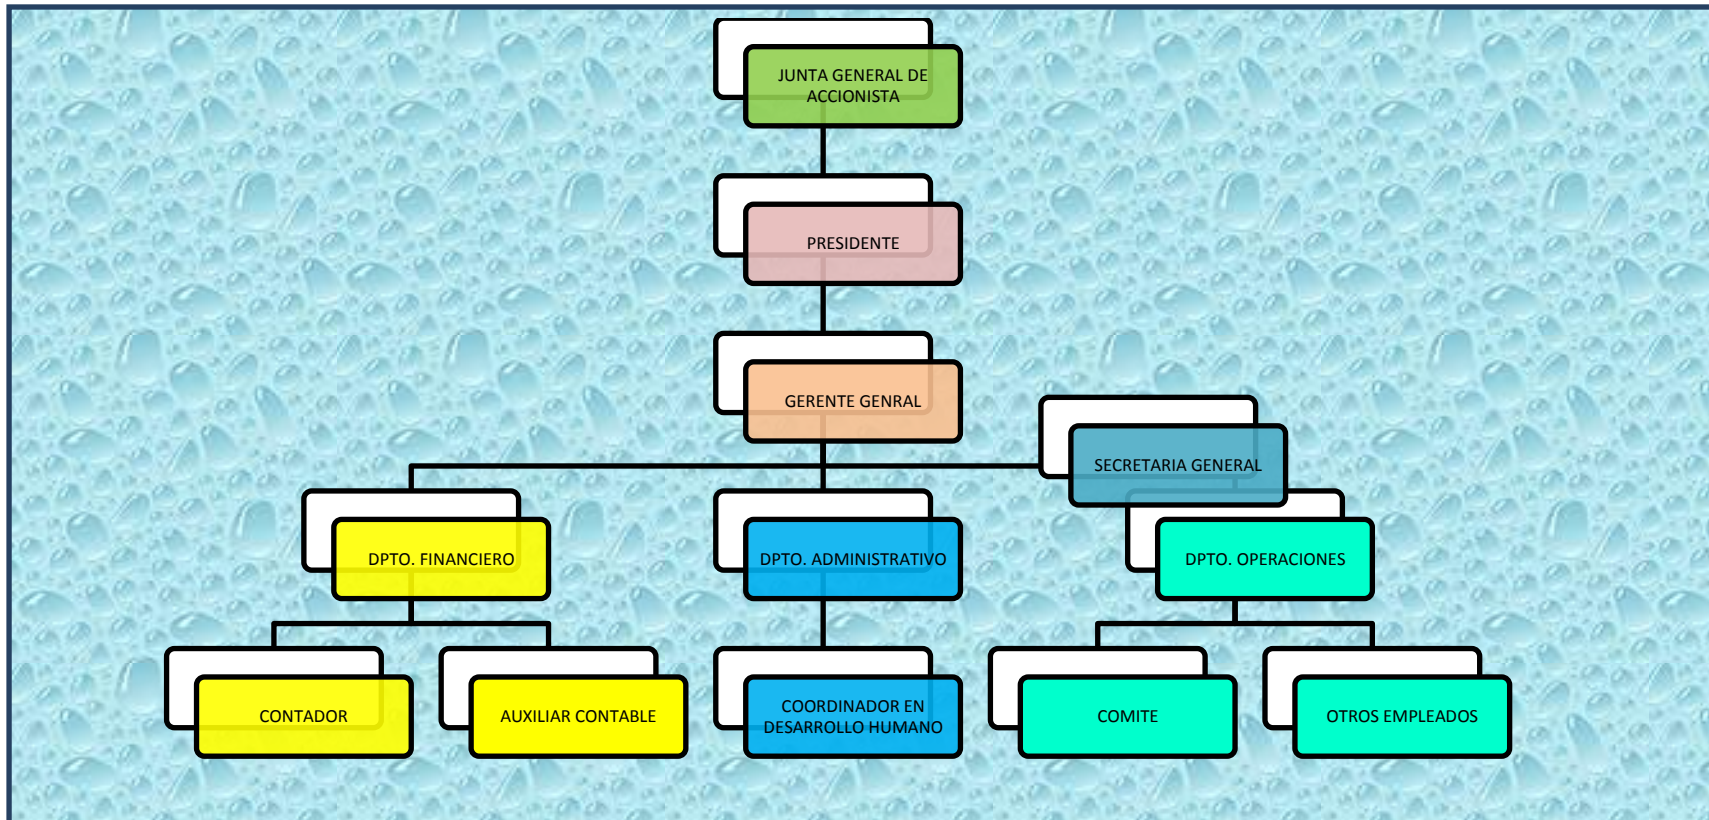 JUNTA GENERAL DE
ACCIONISTA
PRESIDENTE
GERENTE GENRAL
SECRETARIA GENERAL
DPTO. FINANCIERO
DPTO. ADMINISTRATIVO
DPTO. OPERACIONES
CONTADOR
AUXILIAR CONTABLE
COORDINADOR EN
DESARROLLO HUMANO
COMITE
OTROS EMPLEADOS